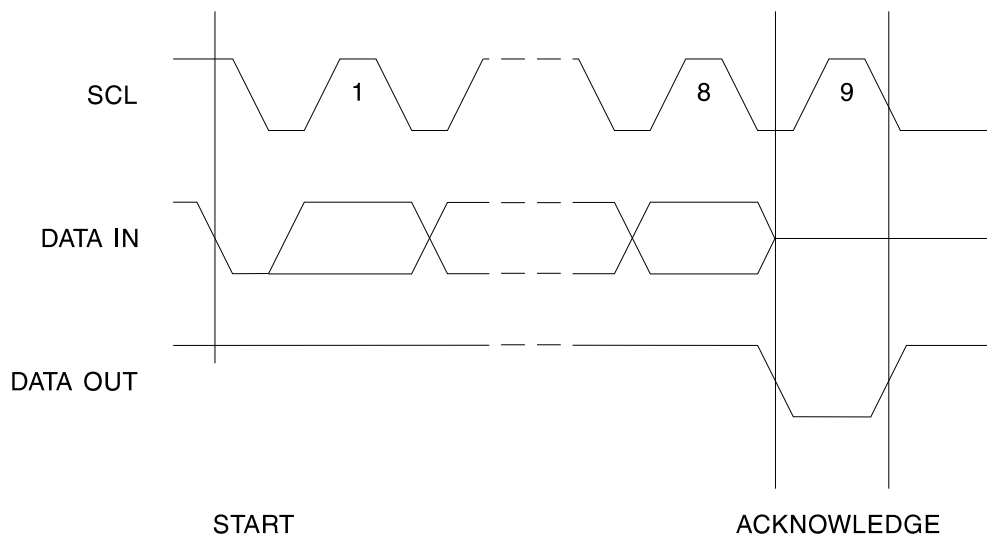 SCL
1
8
9
DATA IN
DATA OUT
START
ACKNOWLEDGE